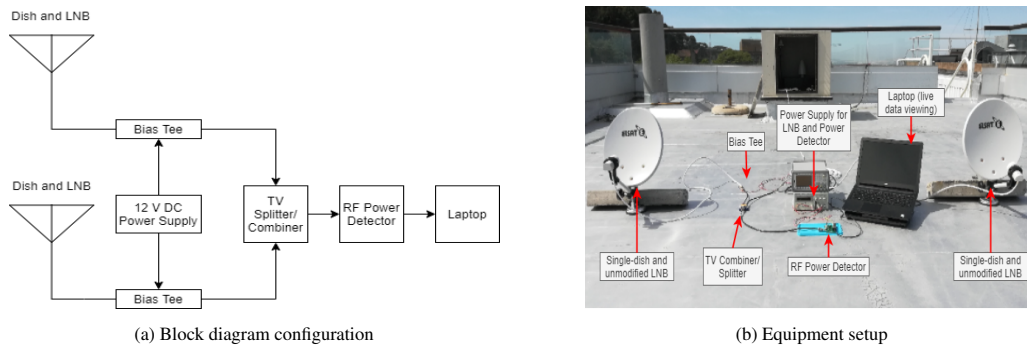 Dish and LNB
Bias Tee
Dish and LNB
12 V DC
Power Supply
TV
Splitter/
Combiner
RF Power
Detector
Laptop
Bias Tee
(a) Block diagram configuration
Laptop (live
data viewing)
Power Supply for
LNB and Power
Detector
Bias Tee
Single-dish and
unmodified LNB
TV Combiner/
Splitter
RF Power Detector
Single-dish and
unmodified LNB
(b) Equipment setup